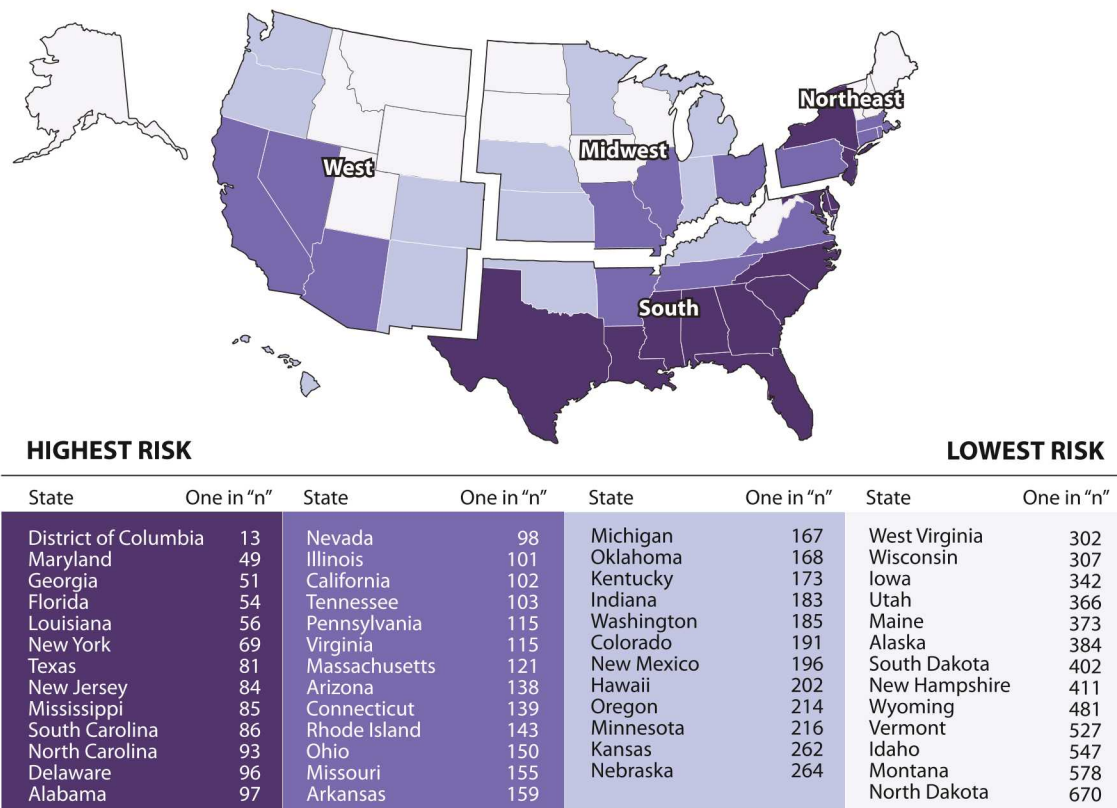 Northeast
Midwest
West
South
HIGHEST RISK
LOWEST RISK
State One in “n” State One in “n” State One in “n” State One in “n”
District of Columbia 13 Nevada 98 Michigan 167 West Virginia 302
Maryland 49 Illinois 101 Oklahoma 168 Wisconsin 307
Georgia 51 California 102 Kentucky 173 Iowa 342
Florida 54 Tennessee 103 Indiana 183 Utah 366
Louisiana 56 Pennsylvania 115 Washington 185 Maine 373
New York 69 Virginia 115 Colorado 191 Alaska 384
Texas 81 Massachusetts 121 New Mexico 196 South Dakota 402
New Jersey 84 Arizona 138 Hawaii 202 New Hampshire 411
Mississippi 85 Connecticut 139 Oregon 214 Wyoming 481
South Carolina 86 Rhode Island 143 Minnesota 216 Vermont 527
North Carolina 93 Ohio 150 Kansas 262 Idaho 547
Delaware 96 Missouri 155 Nebraska 264 Montana 578
Alabama 97 Arkansas 159 North Dakota 670